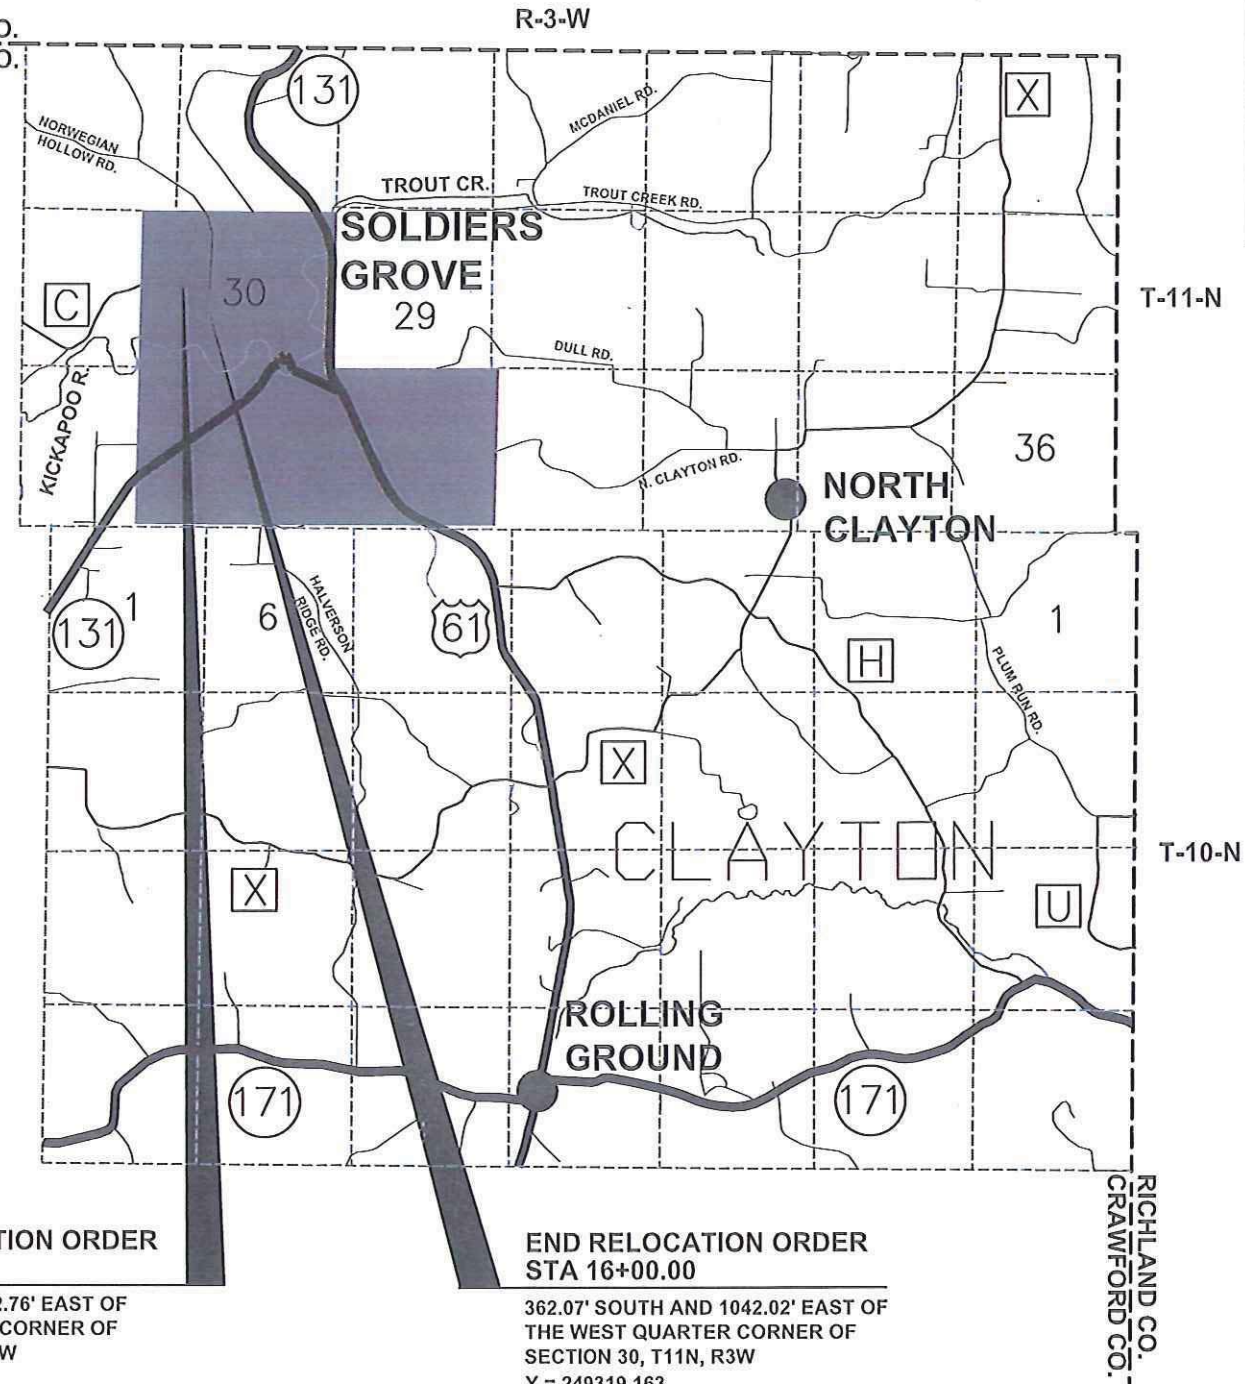 R-3-W
O.
O.
131
X
NORWEGIAN
HOLLOW RD.
MCDANIEL RD.
TROUT CR.
TROUT CREEK RD.
SOLDIERS
GROVE
30
29
C
T-11-N
DULL RD.
KICKAPOO R.
36
N. CLAYTON RD.
NORTH
CLAYTON
131
1
6
HALVERSON
RIDGE RD.
61
H
1
PLUM RUN RD.
X
CLAYTON
T-10-N
X
U
ROLLING
GROUND
171
171
RICHLAND CO.
CRAWFORD CO.
TION ORDER
2.76' EAST OF
CORNER OF
W
END RELOCATION ORDER
STA 16+00.00
362.07' SOUTH AND 1042.02' EAST OF
THE WEST QUARTER CORNER OF
SECTION 30, T11N, R3W
Y = 249319.163